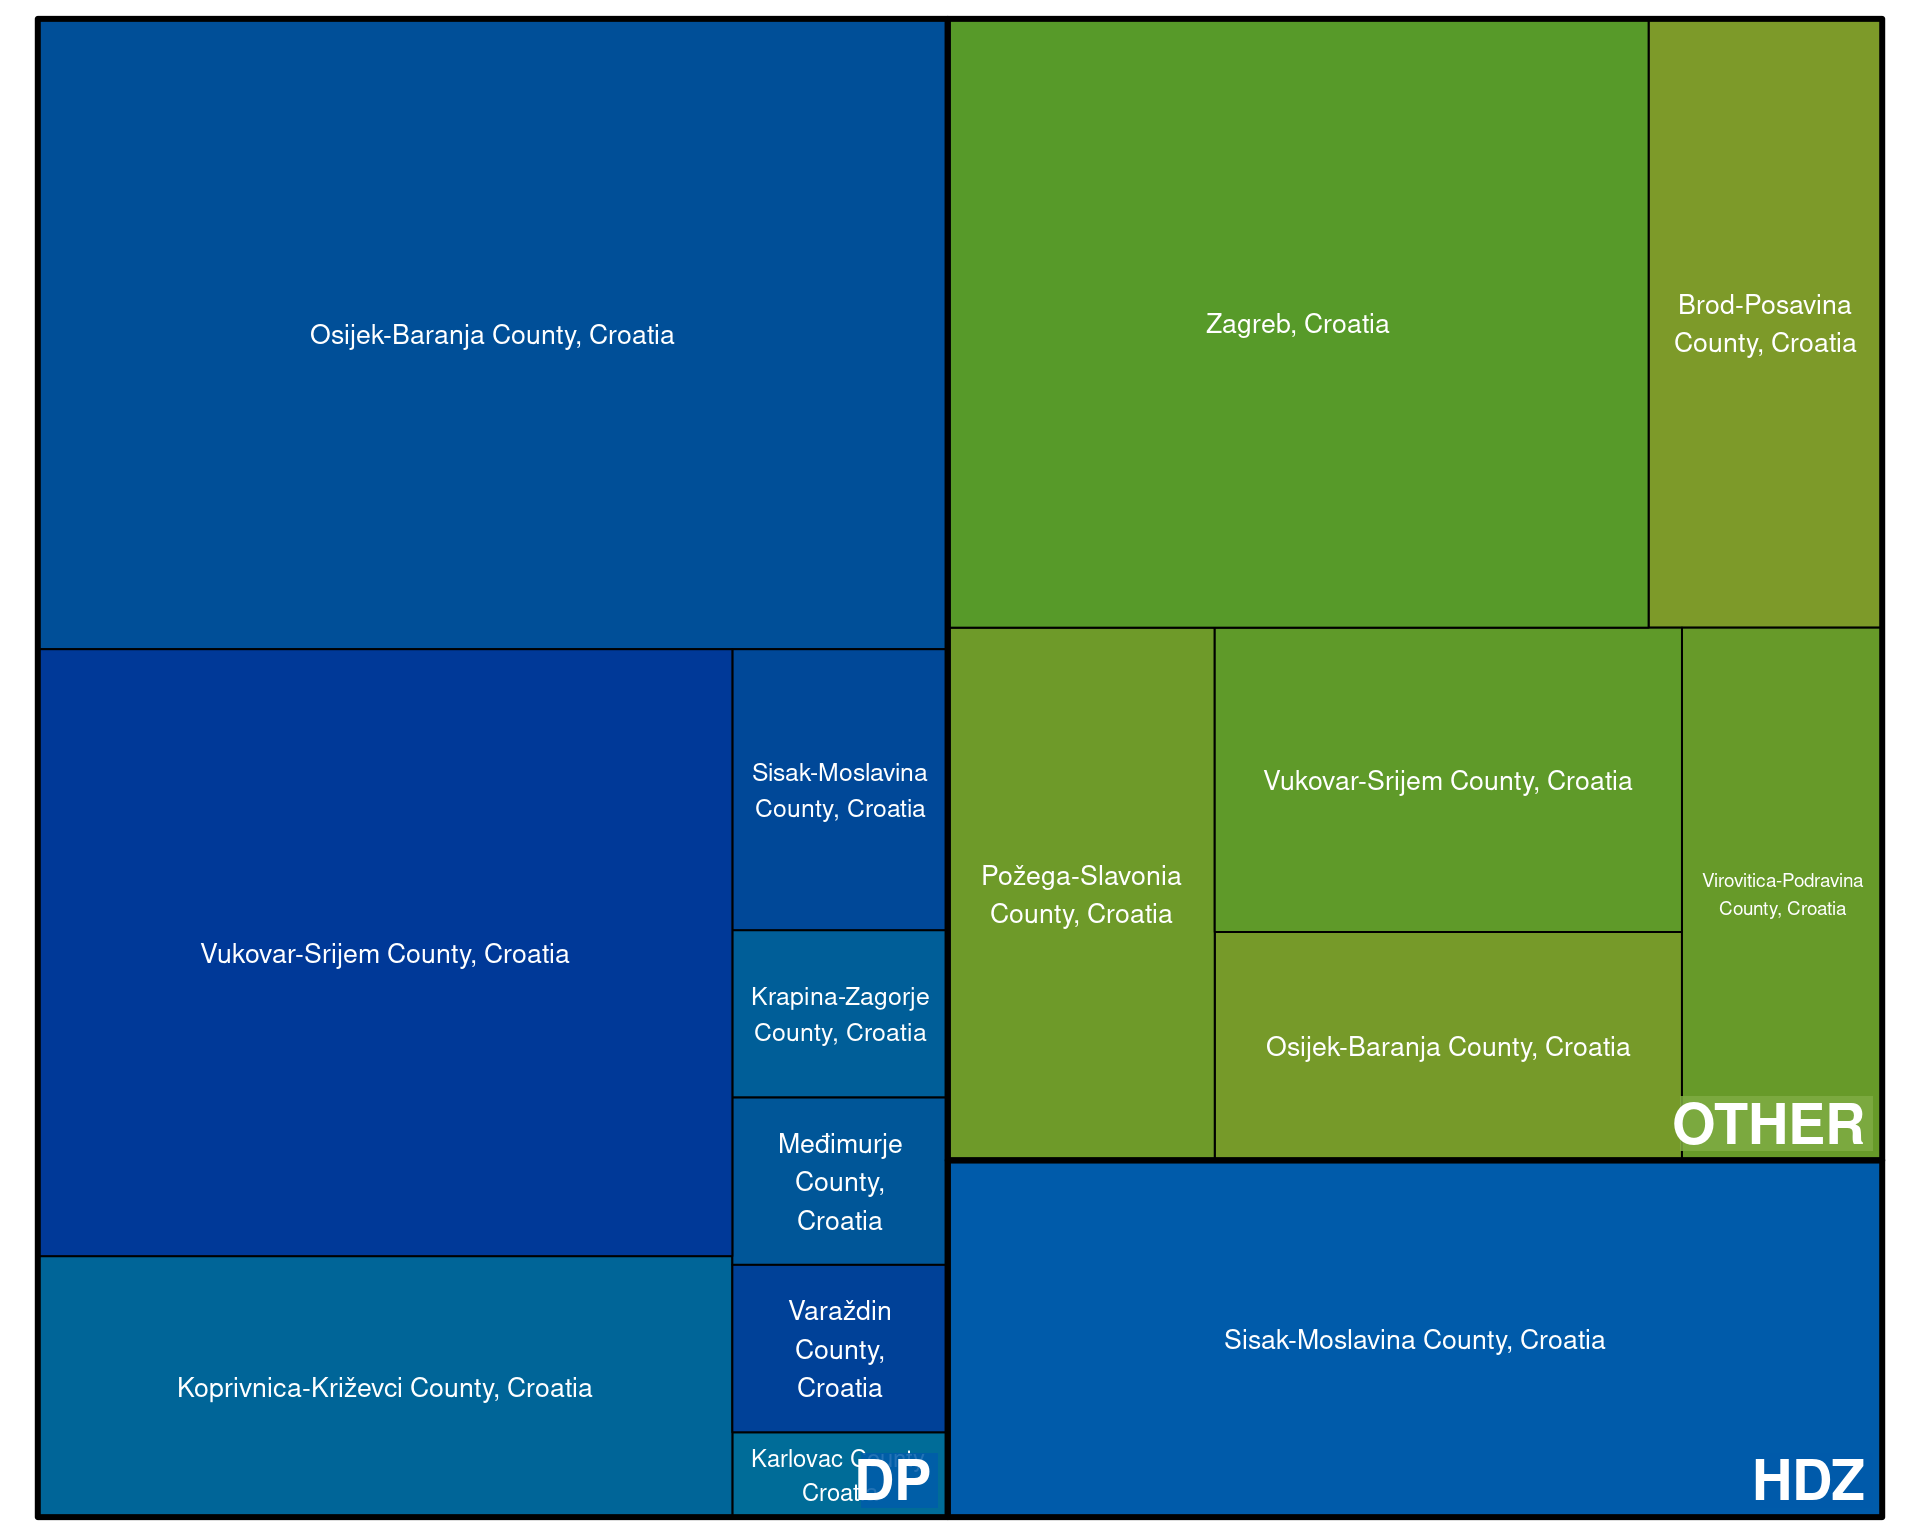 Osijek-Baranja County, Croatia
Vukovar-Srijem County, Croatia
Sisak-Moslavina
County, Croatia
Krapina-Zagorje
County, Croatia
Međimurje
County,
Croatia
Varaždin
County,
Croatia
Koprivnica-Križevci County, Croatia
Karlovac County,
Croatia
DP
Zagreb, Croatia
Brod-Posavina
County, Croatia
Požega-Slavonia
County, Croatia
Vukovar-Srijem County, Croatia
Osijek-Baranja County, Croatia
Virovitica-Podravina
County, Croatia
OTHER
Sisak-Moslavina County, Croatia
HDZ